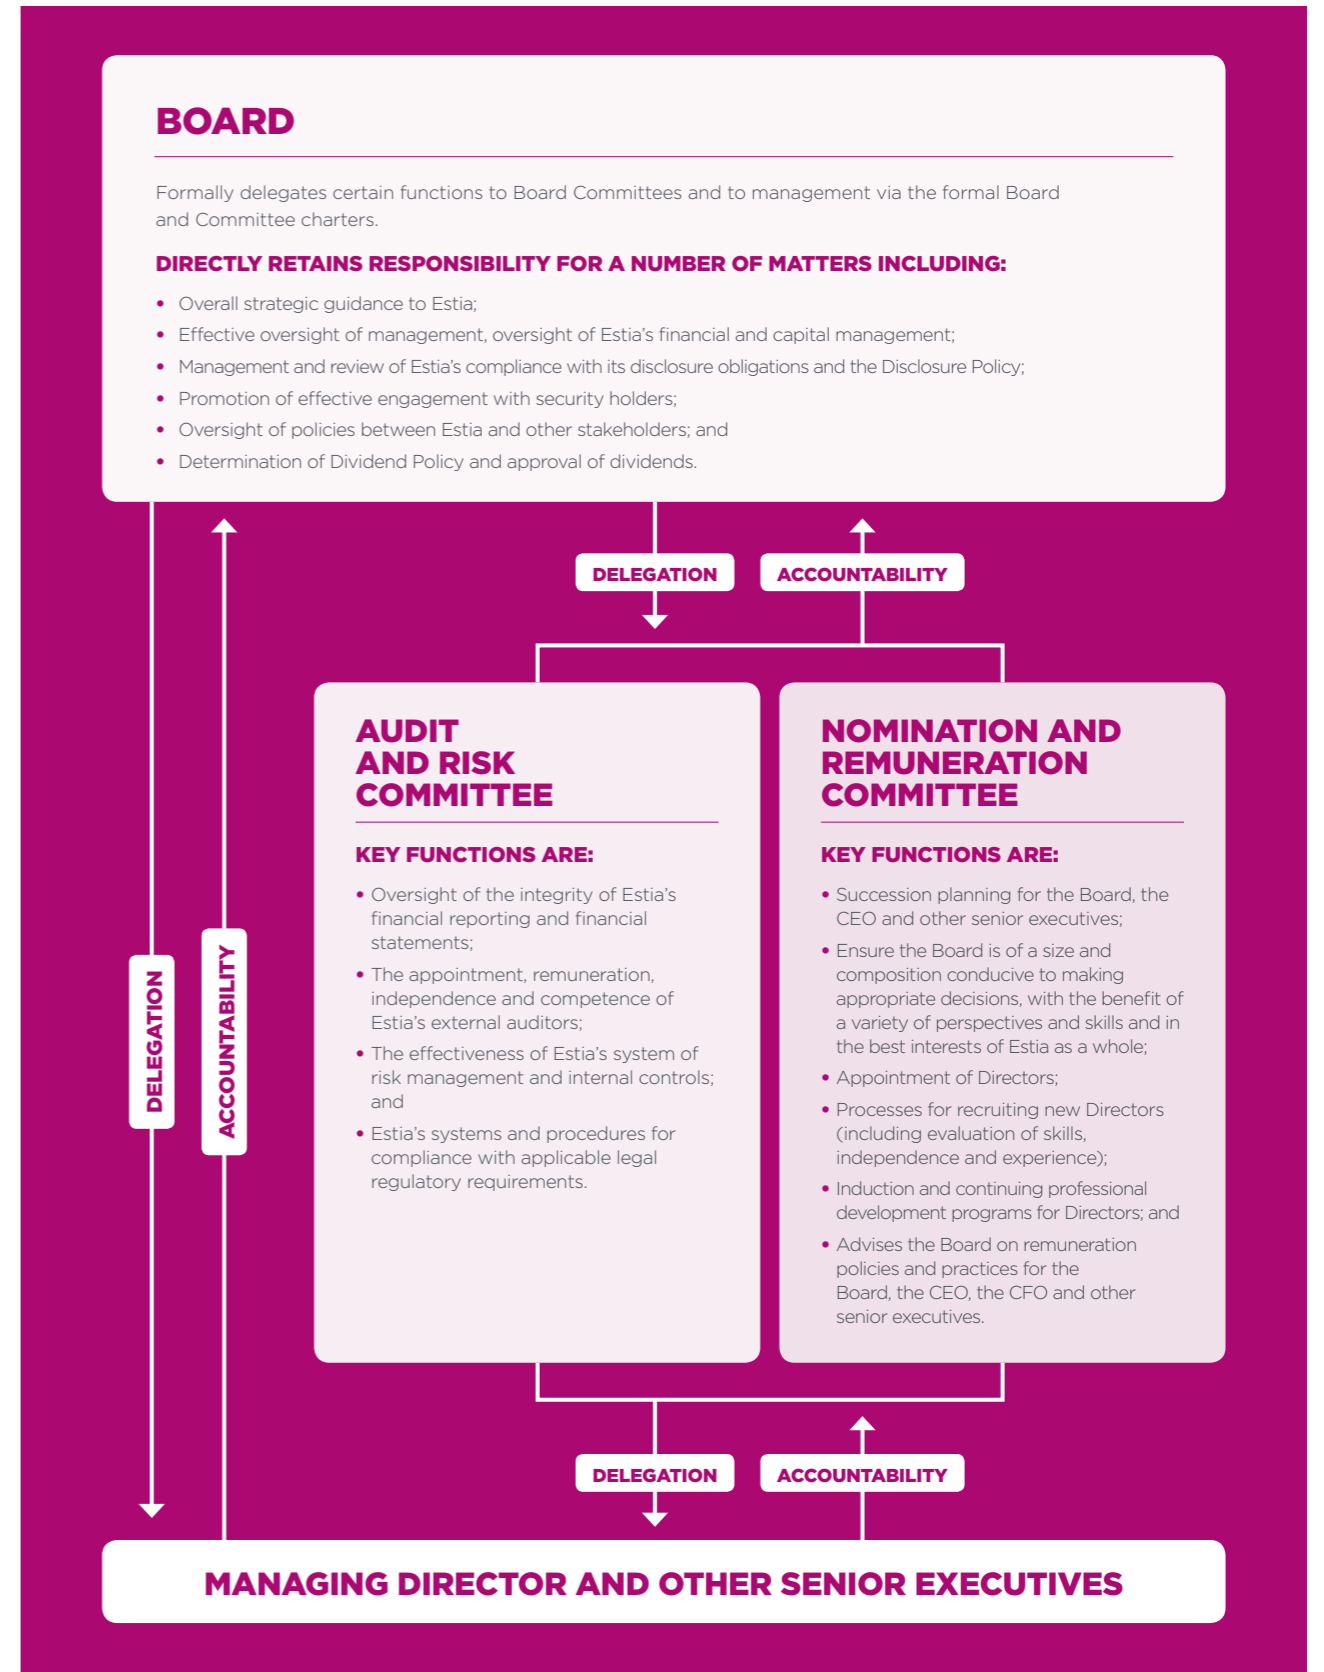 BOARD
Formally delegates certain functions to Board Committees and to management via the formal Board
and Committee charters.
DIRECTLY RETAINS RESPONSIBILITY FOR A NUMBER OF MATTERS INCLUDING:
• Overall strategic guidance to Estia;
• Effective oversight of management, oversight of Estia’s financial and capital management;
• Management and review of Estia’s compliance with its disclosure obligations and the Disclosure Policy;
• Promotion of effective engagement with security holders;
• Oversight of policies between Estia and other stakeholders; and
• Determination of Dividend Policy and approval of dividends.
DELEGATION
ACCOUNTABILITY
AUDIT
AND RISK
COMMITTEE
KEY FUNCTIONS ARE:
• Oversight of the integrity of Estia’s
financial reporting and financial
statements;
• The appointment, remuneration,
independence and competence of
Estia’s external auditors;
• The effectiveness of Estia’s system of
risk management and internal controls;
and
• Estia’s systems and procedures for
compliance with applicable legal
regulatory requirements.
NOMINATION AND
REMUNERATION
COMMITTEE
KEY FUNCTIONS ARE:
• Succession planning for the Board, the
CEO and other senior executives;
• Ensure the Board is of a size and
composition conducive to making
appropriate decisions, with the benefit of
a variety of perspectives and skills and in
the best interests of Estia as a whole;
• Appointment of Directors;
• Processes for recruiting new Directors
(including evaluation of skills,
independence and experience);
• Induction and continuing professional
development programs for Directors; and
• Advises the Board on remuneration
policies and practices for the
Board, the CEO, the CFO and other
senior executives.
DELEGATION
ACCOUNTABILITY
DELEGATION
ACCOUNTABILITY
MANAGING DIRECTOR AND OTHER SENIOR EXECUTIVES